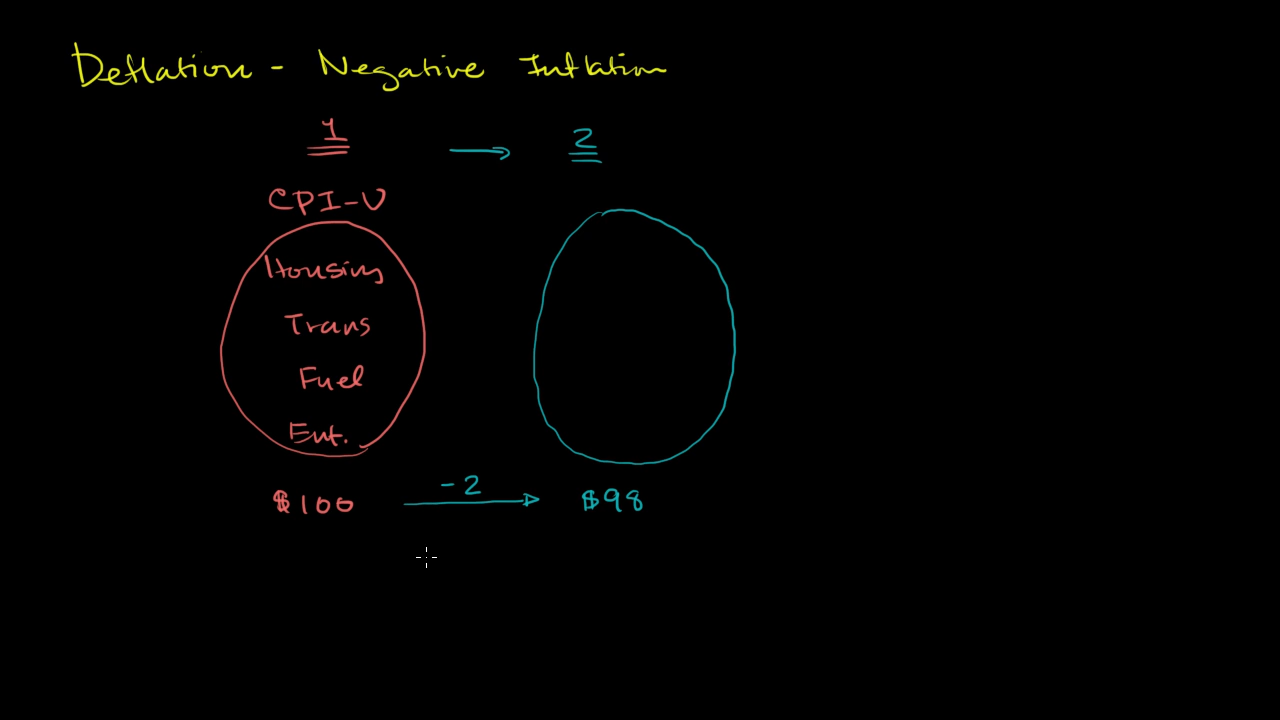 Deflation - Negative Inflation
1 → 2
CPI-U
Housing
Trans
Fuel
Ent.
$100 -2 $98